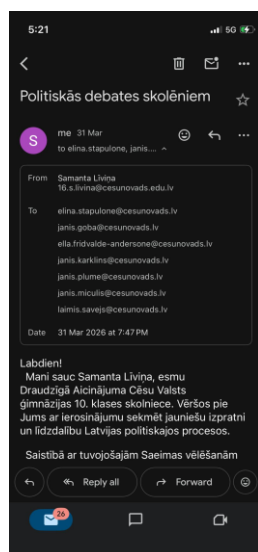 5:21
5G
Politiskās debates skolēniem
S
me 31 Mar
to elina.stapulone, janis....
From Samanta Līviņa
16.s.livina@cesunovads.edu.lv
To elina.stapulone@cesunovads.lv
janis.goba@cesunovads.lv
ella.fridvalde-andersone@cesunovads.lv
janis.karklins@cesunovads.lv
janis.plume@cesunovads.lv
janis.miculis@cesunovads.lv
laimis.savejs@cesunovads.lv
Date 31 Mar 2026 at 7:47 PM
Labdien!
Mani sauc Samanta Līviņa, esmu
Draudzīgā Aicinājuma Cēsu Valsts
ģimnāzijas 10. klases skolniece. Vēršos pie
Jums ar ierosinājumu sekmēt jauniešu izpratni
un līdzdalību Latvijas politiskajos procesos.
Saistībā ar tuvojošajām Saeimas vēlēšanām
Reply all
Forward
26